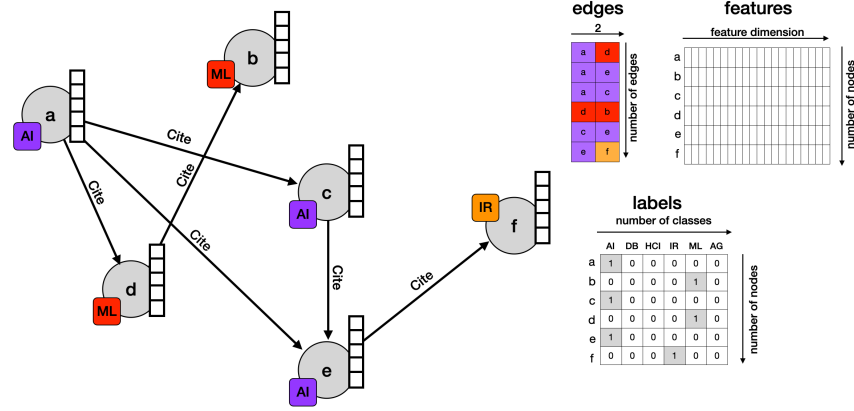 a
AI
b
ML
c
AI
d
ML
e
AI
f
IR
Cite
Cite
Cite
Cite
Cite
Cite
edges
2
a d
a e
a c
d b
c e
e f
number of edges
features
feature dimension
a
b
c
d
e
f
number of nodes
labels
number of classes
AI DB HCI IR ML AG
a 1 0 0 0 0 0
b 0 0 0 0 1 0
c 1 0 0 0 0 0
d 0 0 0 0 1 0
e 1 0 0 0 0 0
f 0 0 0 1 0 0
number of nodes